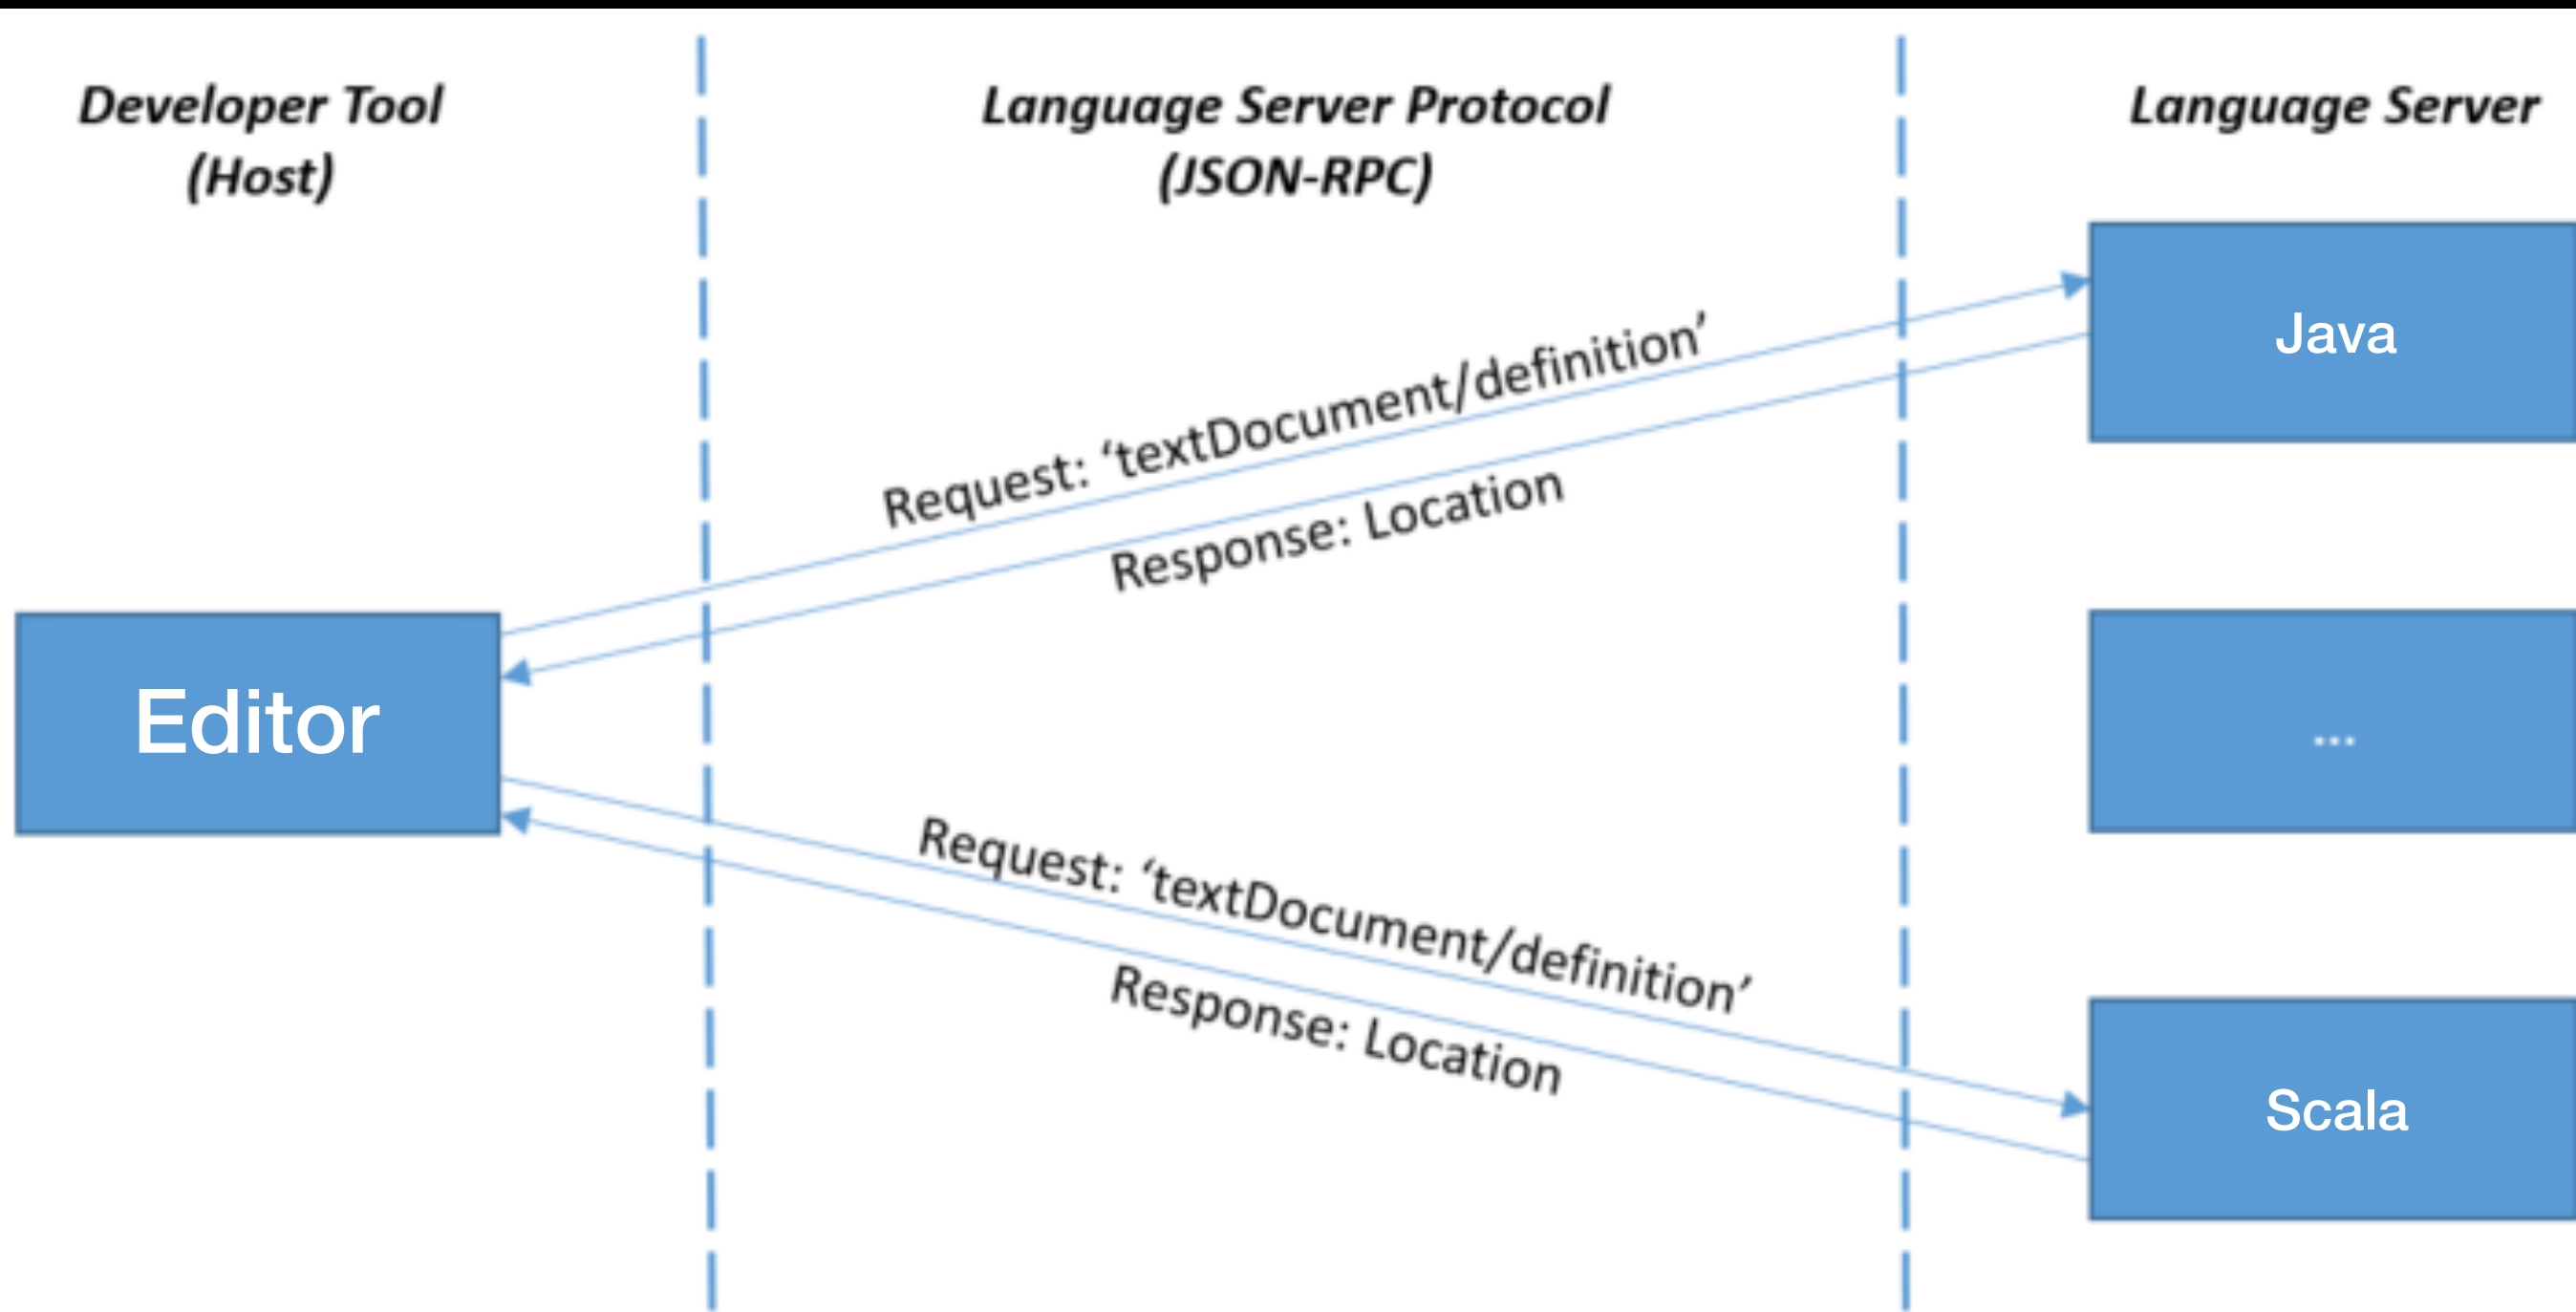 Developer Tool
(Host)
Language Server Protocol
(JSON-RPC)
Language Server
Request: ‘textDocument/definition’
Response: Location
Java
Editor
...
Request: ‘textDocument/definition’
Response: Location
Scala